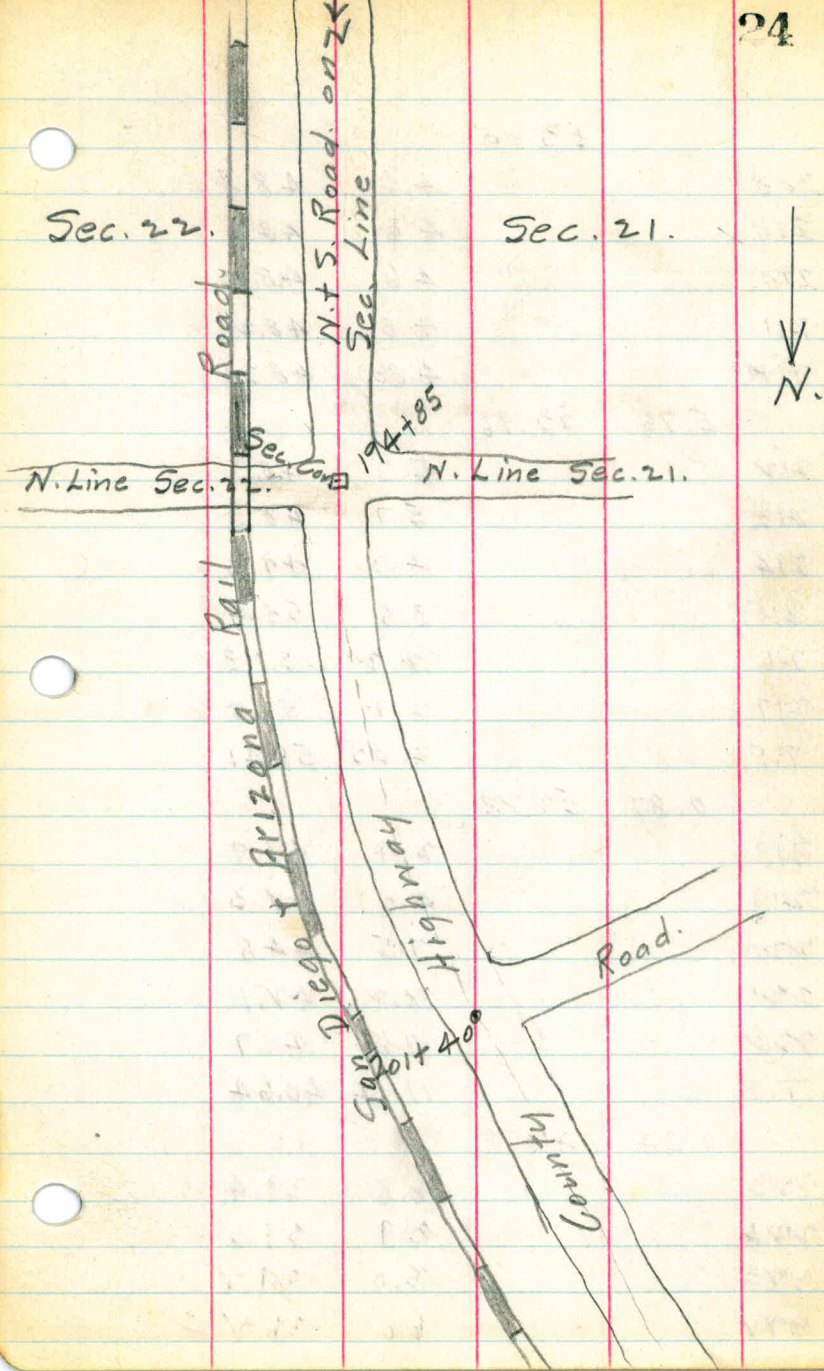 24
N.+ S. Road. on
Sec. Line
Sec. 22.
Sec. 21.
N.
Sec. Cor.
194+85
N. Line Sec. 22.
N. Line Sec. 21.
San Diego + Arizona Rail Road.
County Highway
Road.
201+40